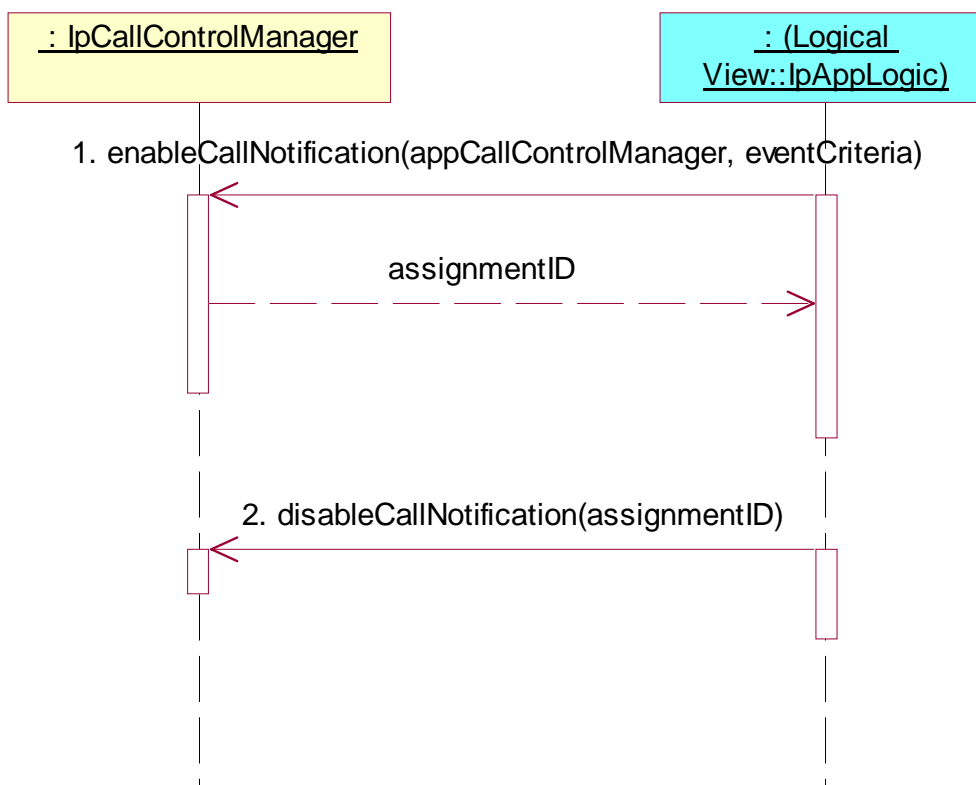 : IpCallControlManager
: (Logical
View::IpAppLogic)
1. enableCallNotification(appCallControlManager, eventCriteria)
assignmentID
2. disableCallNotification(assignmentID)